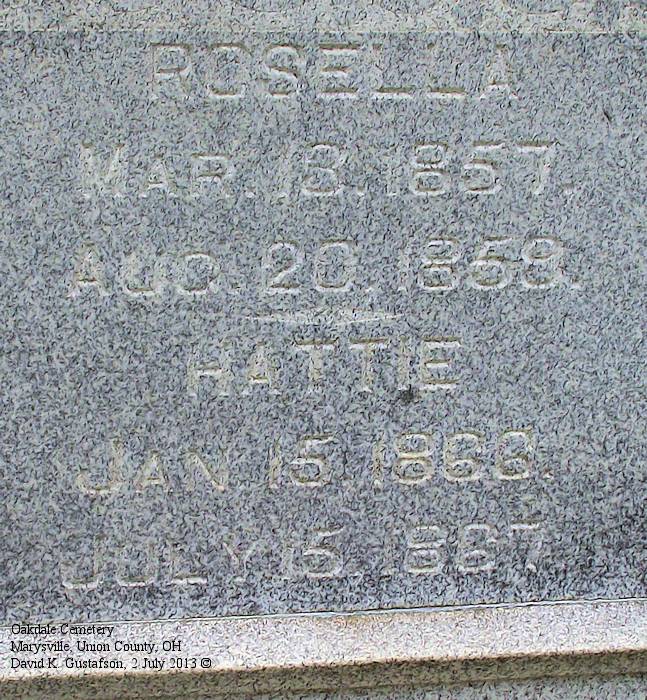 ROSELLA
MAR. 18. 1857.
AUG. 20. 1858.
HATTIE
JAN. 15. 1866.
JULY 15. 1867.
Oakdale Cemetery
Marysville, Union County, OH
David K. Gustafson, 2 July 2013 ©